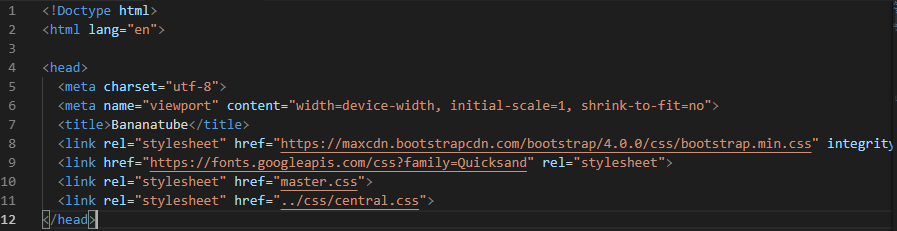 1 <!Doctype html>
2 <html lang="en">
3
4 <head>
5 <meta charset="utf-8">
6 <meta name="viewport" content="width=device-width, initial-scale=1, shrink-to-fit=no">
7 <title>Bananatube</title>
8 <link rel="stylesheet" href="https://maxcdn.bootstrapcdn.com/bootstrap/4.0.0/css/bootstrap.min.css" integrity
9 <link href="https://fonts.googleapis.com/css?family=Quicksand" rel="stylesheet">
10 <link rel="stylesheet" href="master.css">
11 <link rel="stylesheet" href="../css/central.css">
12 </head>